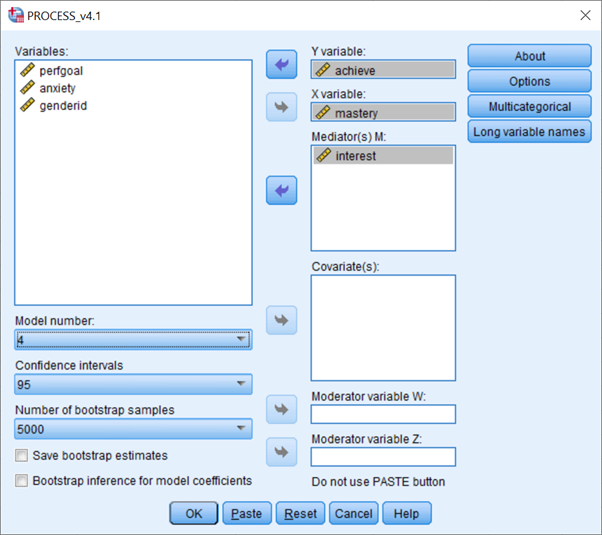 PROCESS_v4.1
Variables:
perfgoal
anxiety
genderid
Y variable:
achieve
X variable:
mastery
Mediator(s) M:
interest
Covariate(s):
About
Options
Multicategorical
Long variable names
Model number:
4
Confidence intervals
95
Number of bootstrap samples
5000
Save bootstrap estimates
Bootstrap inference for model coefficients
Moderator variable W:
Moderator variable Z:
Do not use PASTE button
OK
Paste
Reset
Cancel
Help